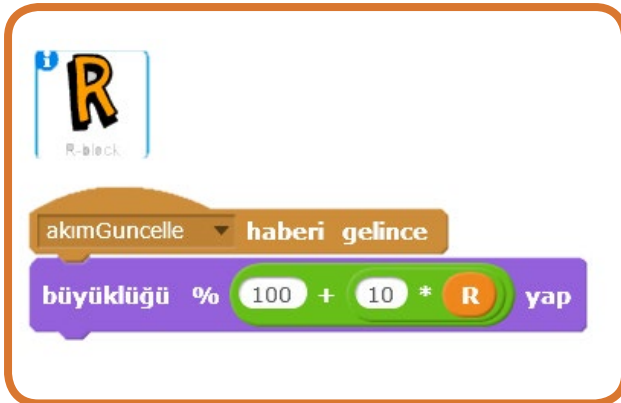 R
R-block
akımGuncelle haberi gelince
büyüklüğü % 100 + 10 * R yap